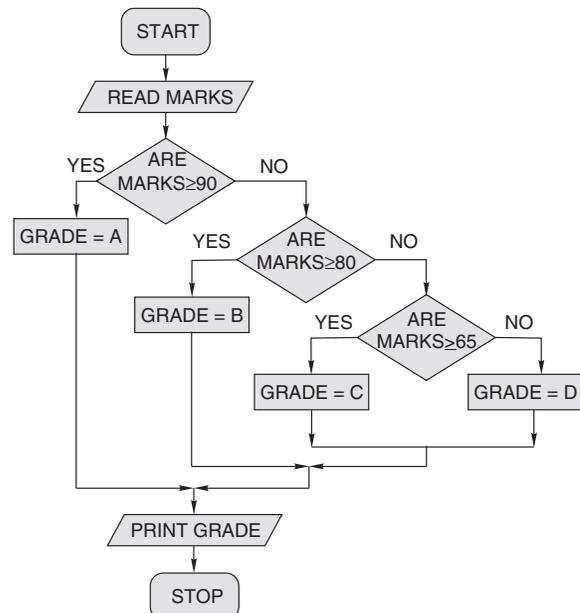 START
READ MARKS
ARE
MARKS≥90
YES
NO
GRADE = A
ARE
MARKS≥80
YES
NO
GRADE = B
ARE
MARKS≥65
YES
NO
GRADE = C
GRADE = D
PRINT GRADE
STOP